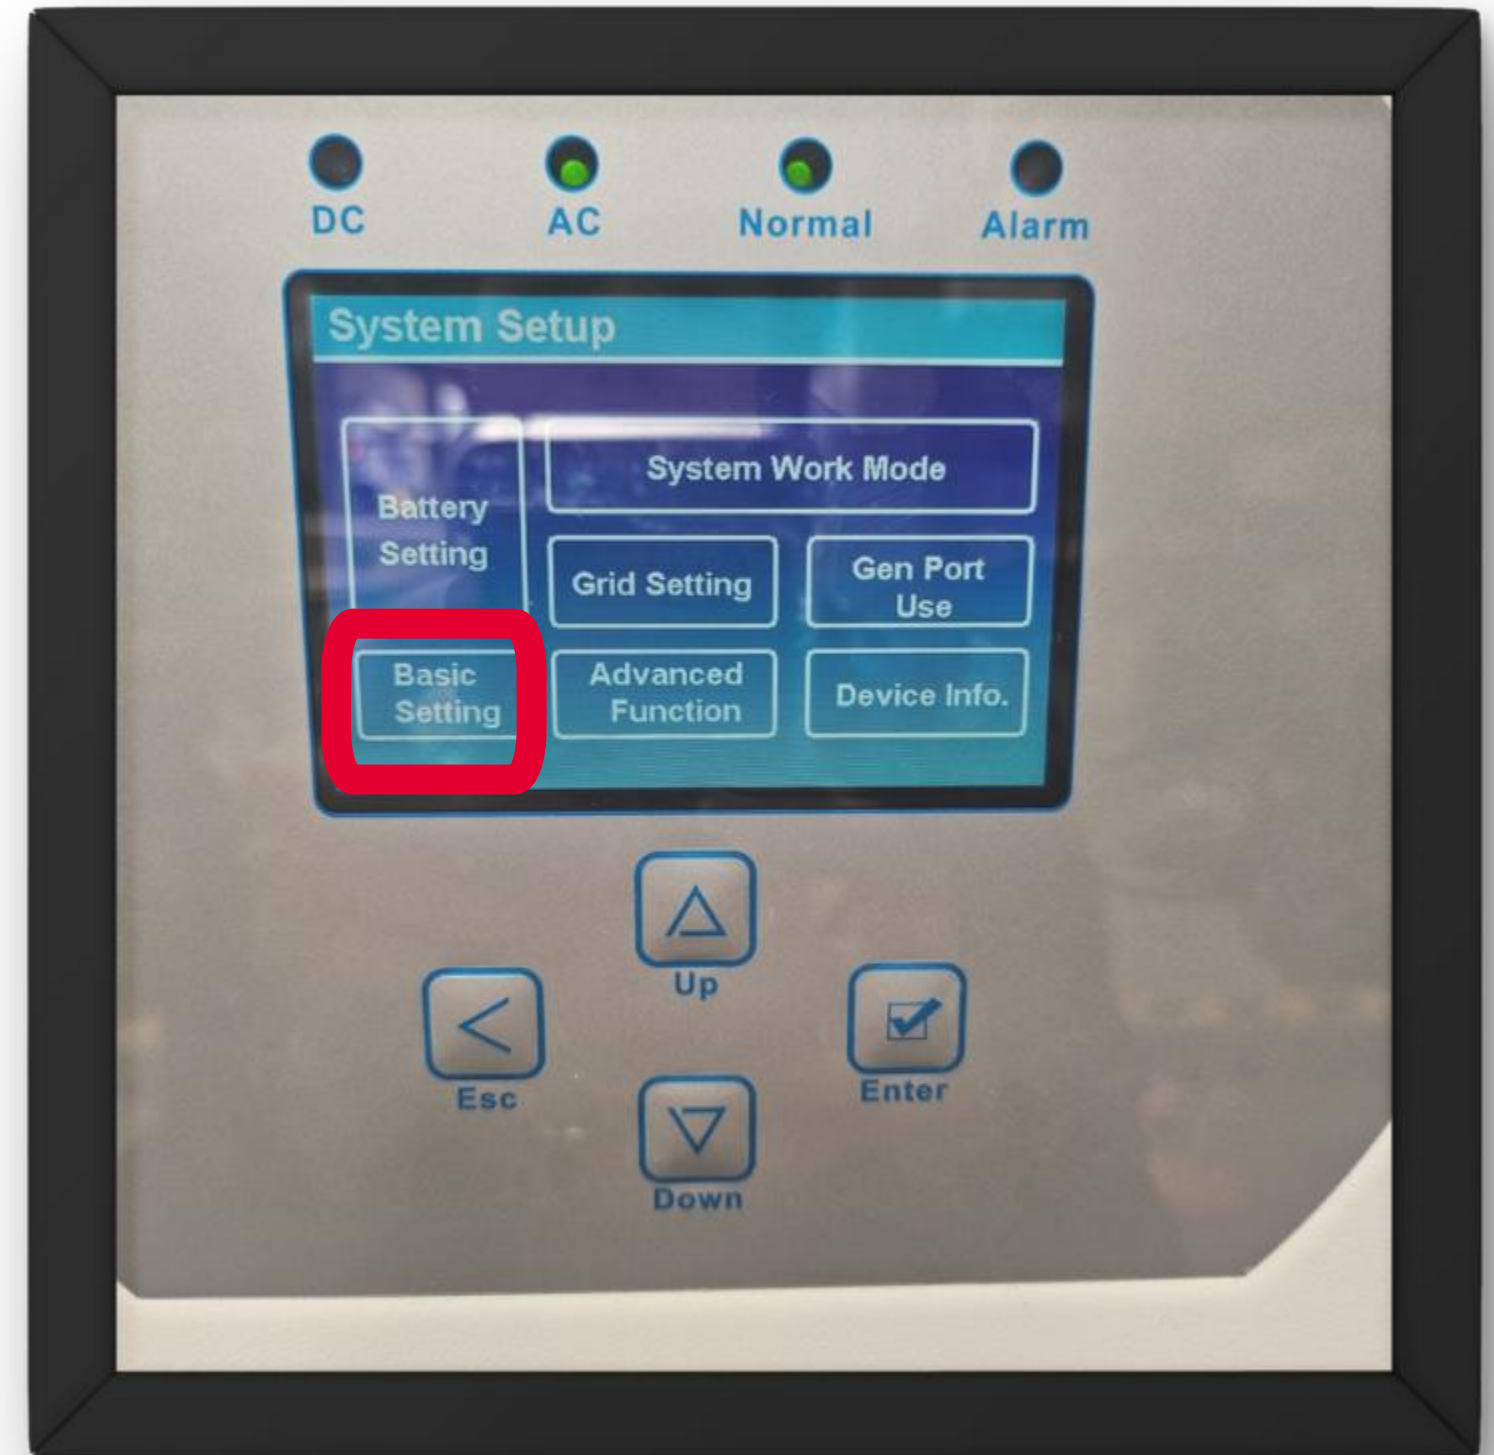 DC
AC
Normal
Alarm
System Setup
Battery
Setting
System Work Mode
Grid Setting
Gen Port
Use
Basic
Setting
Advanced
Function
Device Info.
Up
Esc
Enter
Down